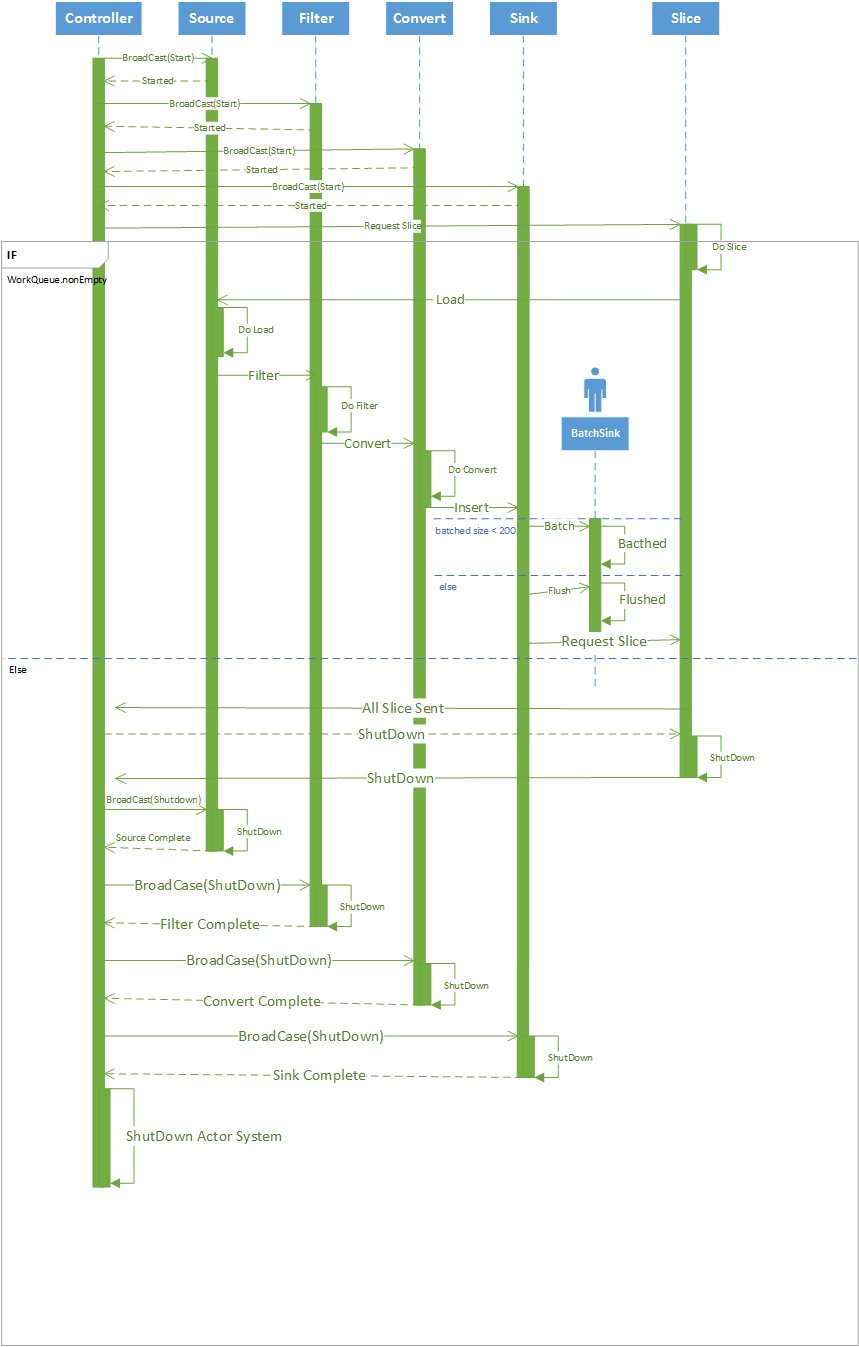 Controller
Source
Filter
Convert
Sink
Slice
BroadCast(Start)
Started
BroadCast(Start)
Started
BroadCast(Start)
Started
BroadCast(Start)
Started
Request Slice
Do Slice
IF
WorkQueue.nonEmpty
Load
Do Load
Filter
Do Filter
BatchSink
Convert
Do Convert
Insert
batched size < 200
Batch
Bacthed
else
Flush
Flushed
Request Slice
Else
All Slice Sent
ShutDown
ShutDown
ShutDown
BroadCast(Shutdown)
ShutDown
Source Complete
BroadCase(ShutDown)
ShutDown
Filter Complete
BroadCase(ShutDown)
ShutDown
Convert Complete
BroadCase(ShutDown)
ShutDown
Sink Complete
ShutDown Actor System